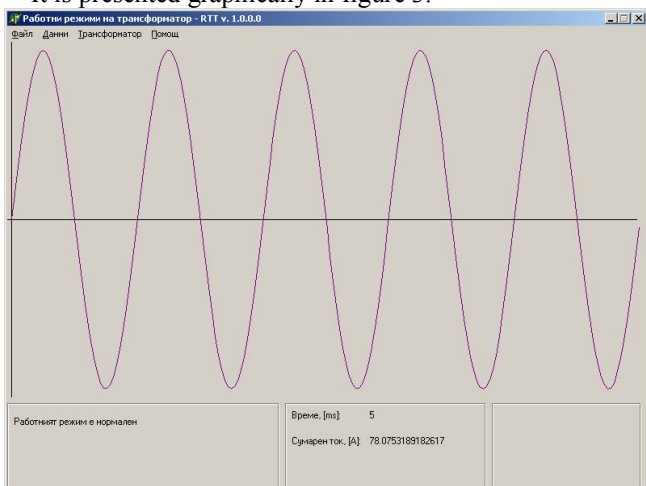 It is presented graphically in figure 3.
Работни режими на трансформатор - RTT v. 1.0.0.0
Файл Данни Трансформатор Помощ
Работният режим е нормален
Време, [ms]: 5
Сумарен ток, [A]: 78.0753189182617